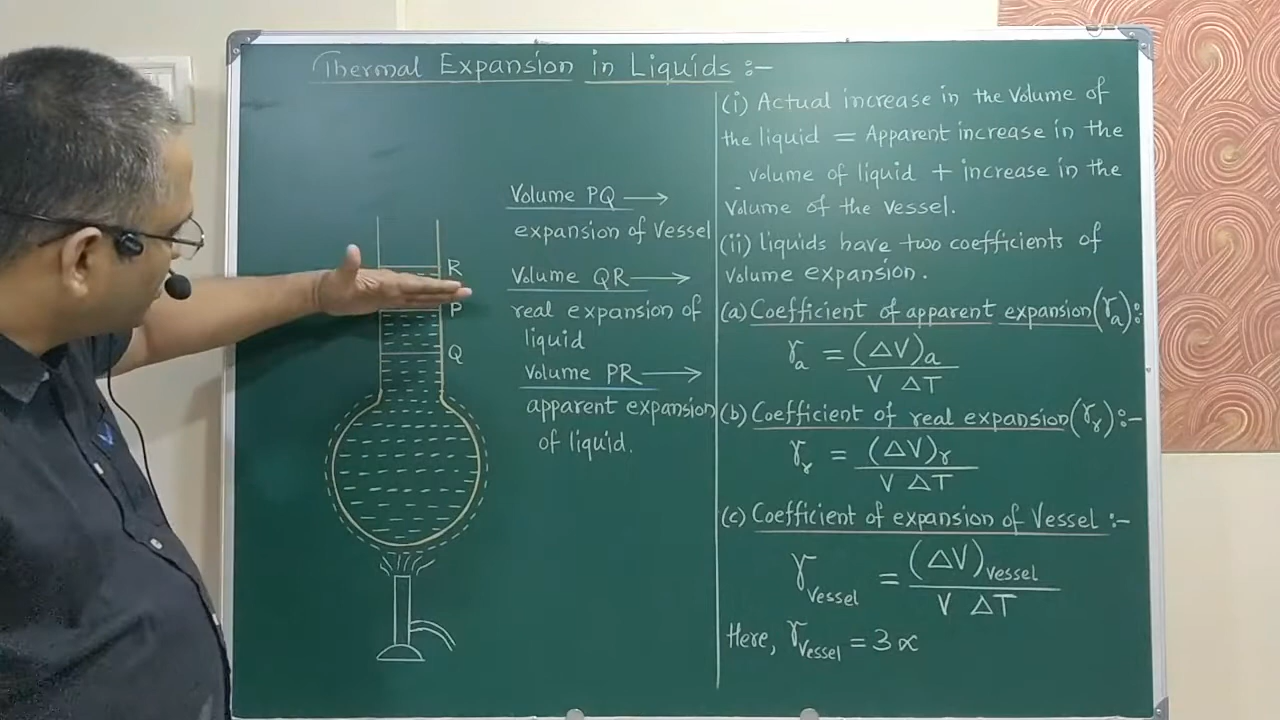 Thermal Expansion in Liquids :-
R
P
Q
Volume PQ →
expansion of Vessel
Volume QR →
real expansion of
liquid
Volume PR →
apparent expansion
of liquid.
(i) Actual increase in the Volume of
the liquid = Apparent increase in the
volume of liquid + increase in the
Volume of the vessel.
(ii) liquids have two coefficients of
Volume expansion.
(a) Coefficient of apparent expansion (γₐ) :-
γₐ = (ΔV)ₐ
V ΔT
(b) Coefficient of real expansion (γᵣ) :-
γᵣ = (ΔV)ᵣ
V ΔT
(c) Coefficient of expansion of Vessel :-
γVessel = (ΔV)Vessel
V ΔT
Here, γVessel = 3 ∝